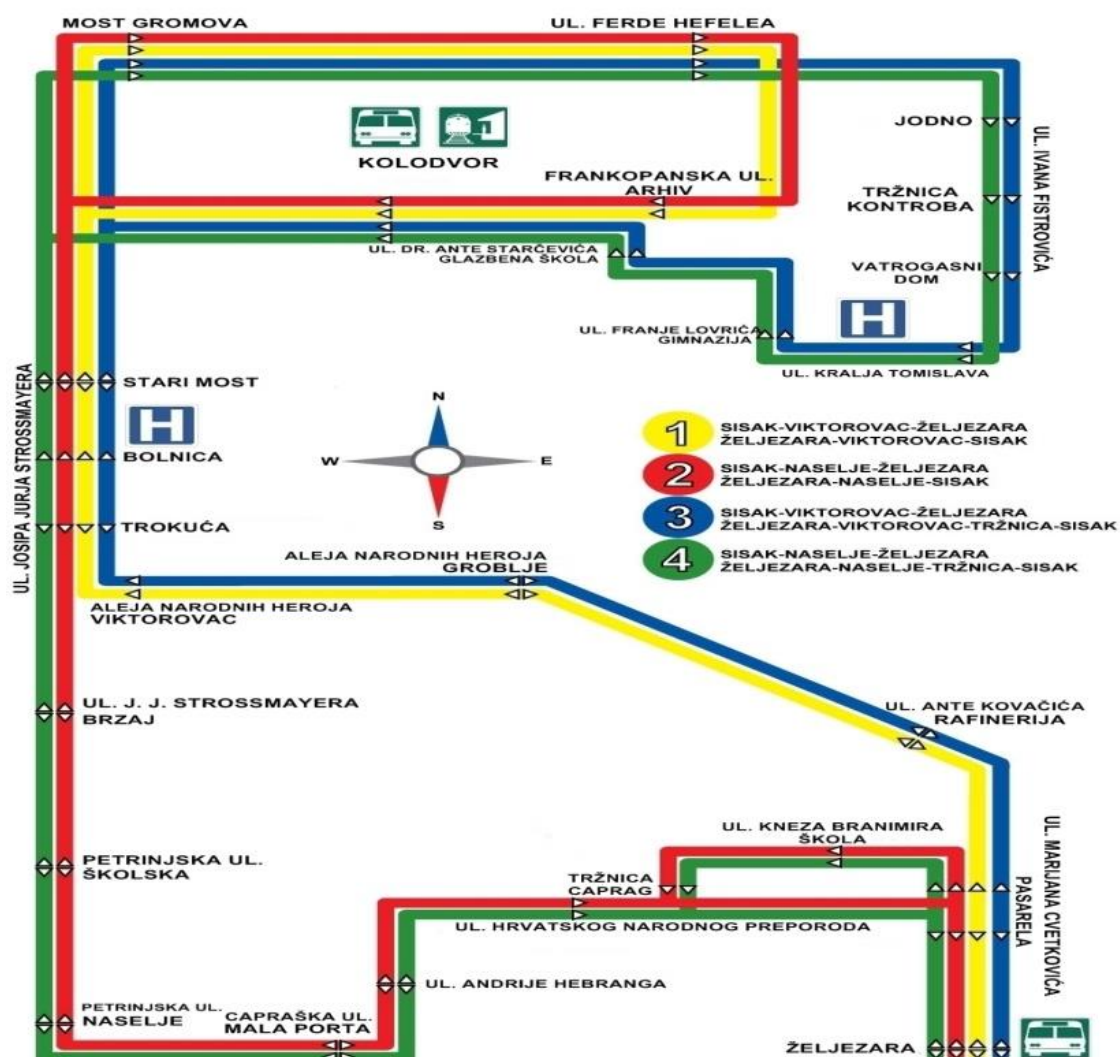 MOST GROMOVA
UL. FERDE HEFELEA
KOLODVOR
JODNO
UL. IVANA FISTROVIĆA
FRANKOPANSKA UL.
ARHIV
TRŽNICA
KONTROBA
UL. DR. ANTE STARČEVIĆA
GLAZBENA ŠKOLA
VATROGASNI
DOM
H
UL. FRANJE LOVRIĆA
GIMNAZIJA
UL. KRALJA TOMISLAVA
UL. JOSIPA JURJA STROSSMAYERA
STARI MOST
H
BOLNICA
TROKUĆA
N
W
E
S
1 SISAK-VIKTOROVAC-ŽELJEZARA
ŽELJEZARA-VIKTOROVAC-SISAK
2 SISAK-NASELJE-ŽELJEZARA
ŽELJEZARA-NASELJE-SISAK
3 SISAK-VIKTOROVAC-ŽELJEZARA
ŽELJEZARA-VIKTOROVAC-TRŽNICA-SISAK
4 SISAK-NASELJE-ŽELJEZARA
ŽELJEZARA-NASELJE-TRŽNICA-SISAK
ALEJA NARODNIH HEROJA
GROBLJE
ALEJA NARODNIH HEROJA
VIKTOROVAC
UL. J. J. STROSSMAYERA
BRZAJ
UL. ANTE KOVAČIĆA
RAFINERIJA
UL. KNEZA BRANIMIRA
ŠKOLA
UL. MARIJANA CVETKOVIĆA
PASARELA
PETRINJSKA UL.
ŠKOLSKA
TRŽNICA
CAPRAG
UL. HRVATSKOG NARODNOG PREPORODA
UL. ANDRIJE HEBRANGA
PETRINJSKA UL.
NASELJE
CAPRAŠKA UL.
MALA PORTA
ŽELJEZARA